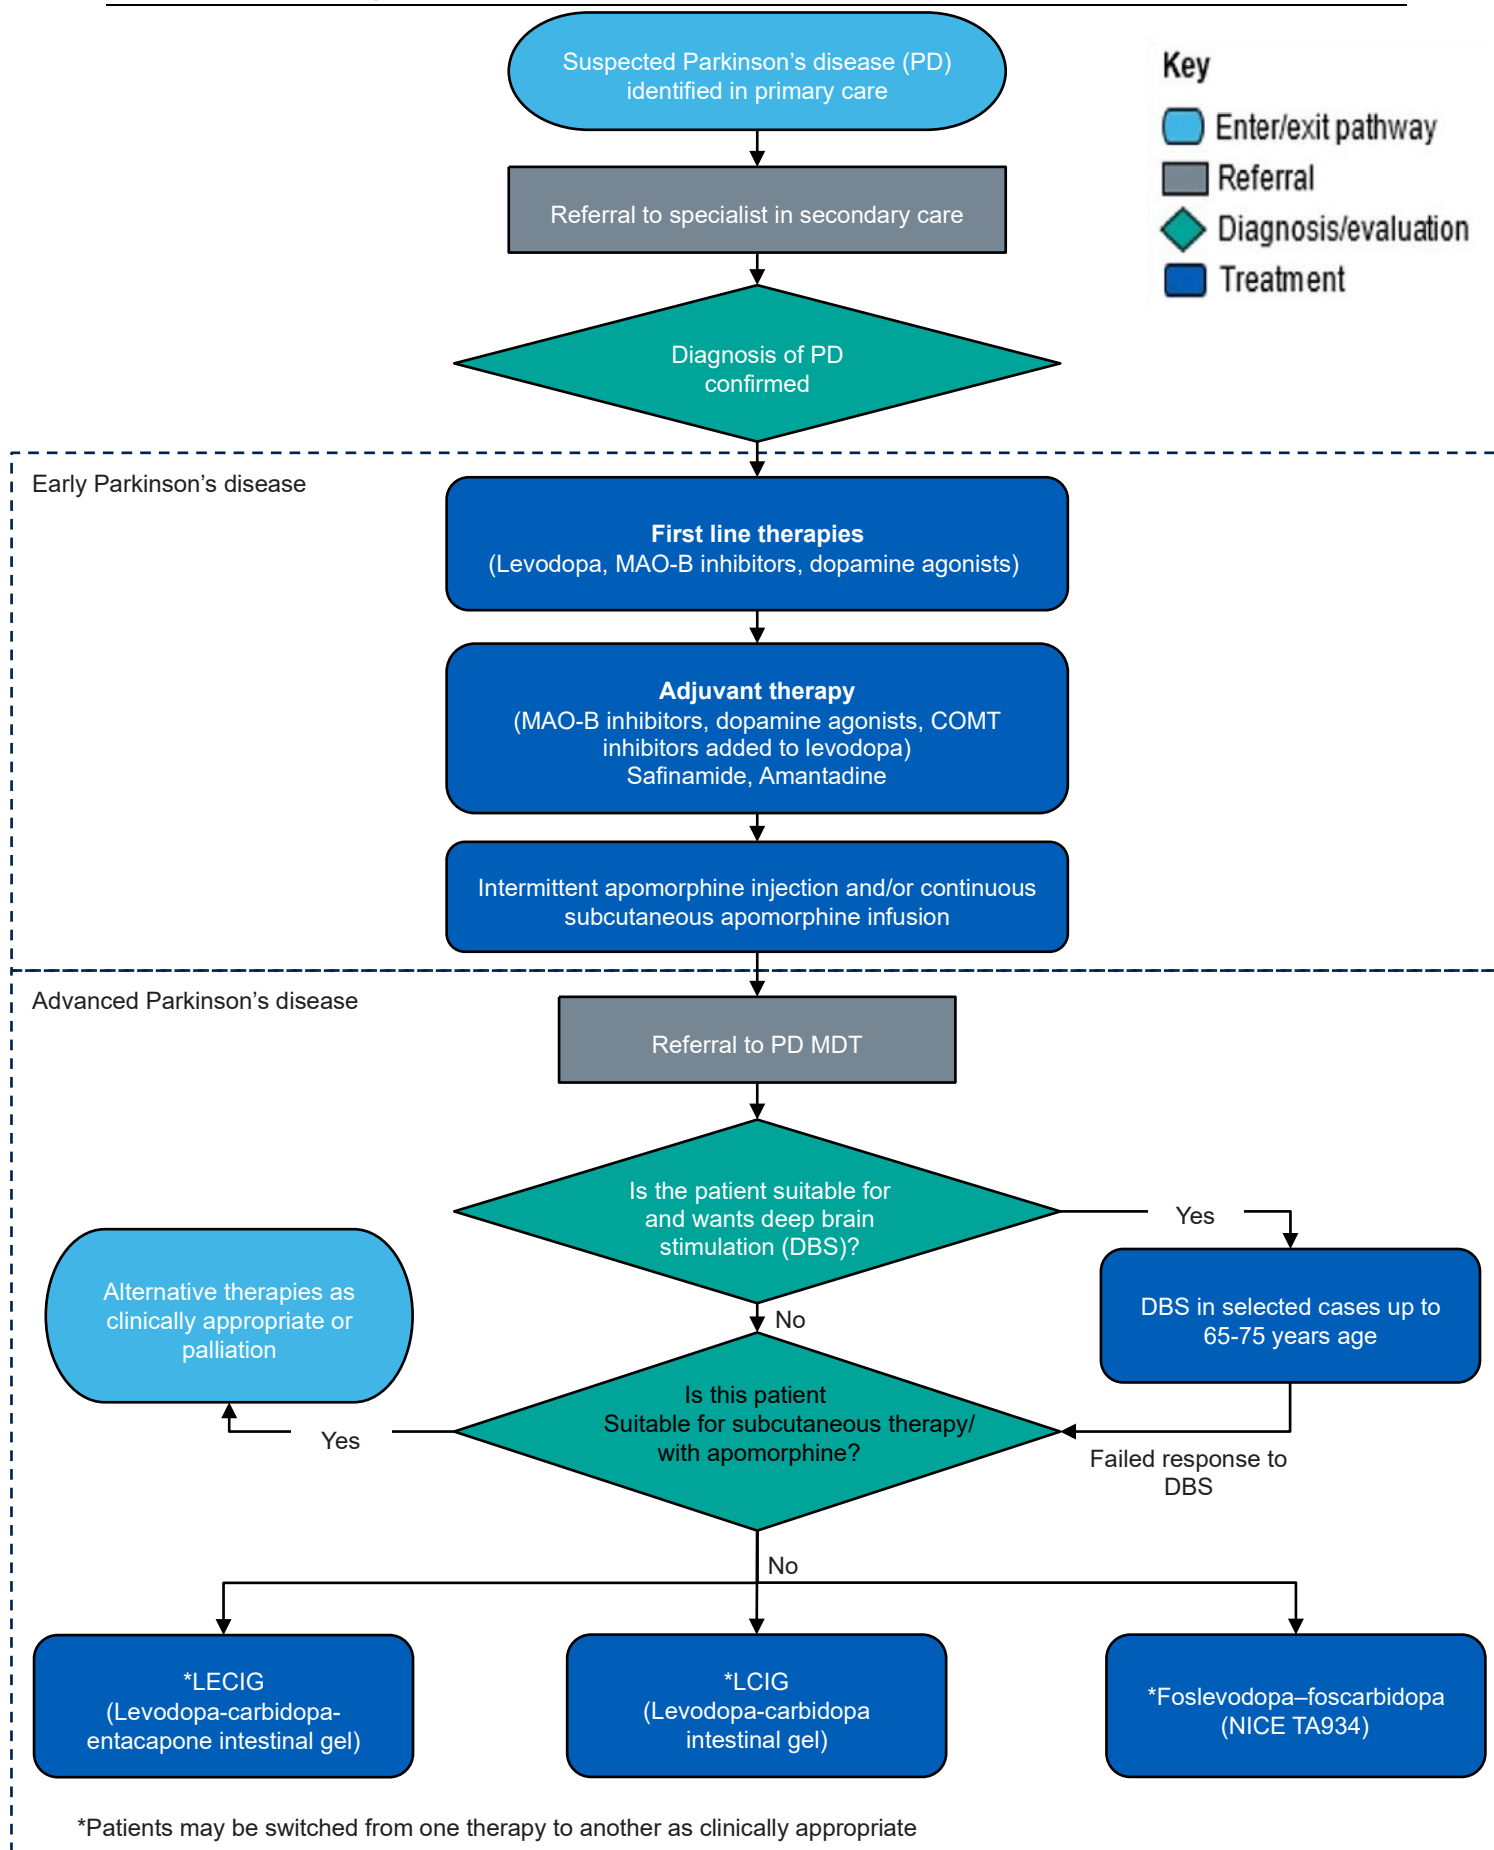 Suspected Parkinson's disease (PD)
identified in primary care
Key
Enter/exit pathway
Referral
Diagnosis/evaluation
Treatment
Referral to specialist in secondary care
Diagnosis of PD
confirmed
Early Parkinson's disease
First line therapies
(Levodopa, MAO-B inhibitors, dopamine agonists)
Adjuvant therapy
(MAO-B inhibitors, dopamine agonists, COMT
inhibitors added to levodopa)
Safinamide, Amantadine
Intermittent apomorphine injection and/or continuous
subcutaneous apomorphine infusion
Advanced Parkinson's disease
Referral to PD MDT
Is the patient suitable for
and wants deep brain
stimulation (DBS)?
Yes
DBS in selected cases up to
65-75 years age
No
Alternative therapies as
clinically appropriate or
palliation
Is this patient
Suitable for subcutaneous therapy/
with apomorphine?
Yes
Failed response to
DBS
No
*LECIG
(Levodopa-carbidopa-
entacapone intestinal gel)
*LCIG
(Levodopa-carbidopa
intestinal gel)
*Foslevodopa–foscarbidopa
(NICE TA934)
*Patients may be switched from one therapy to another as clinically appropriate